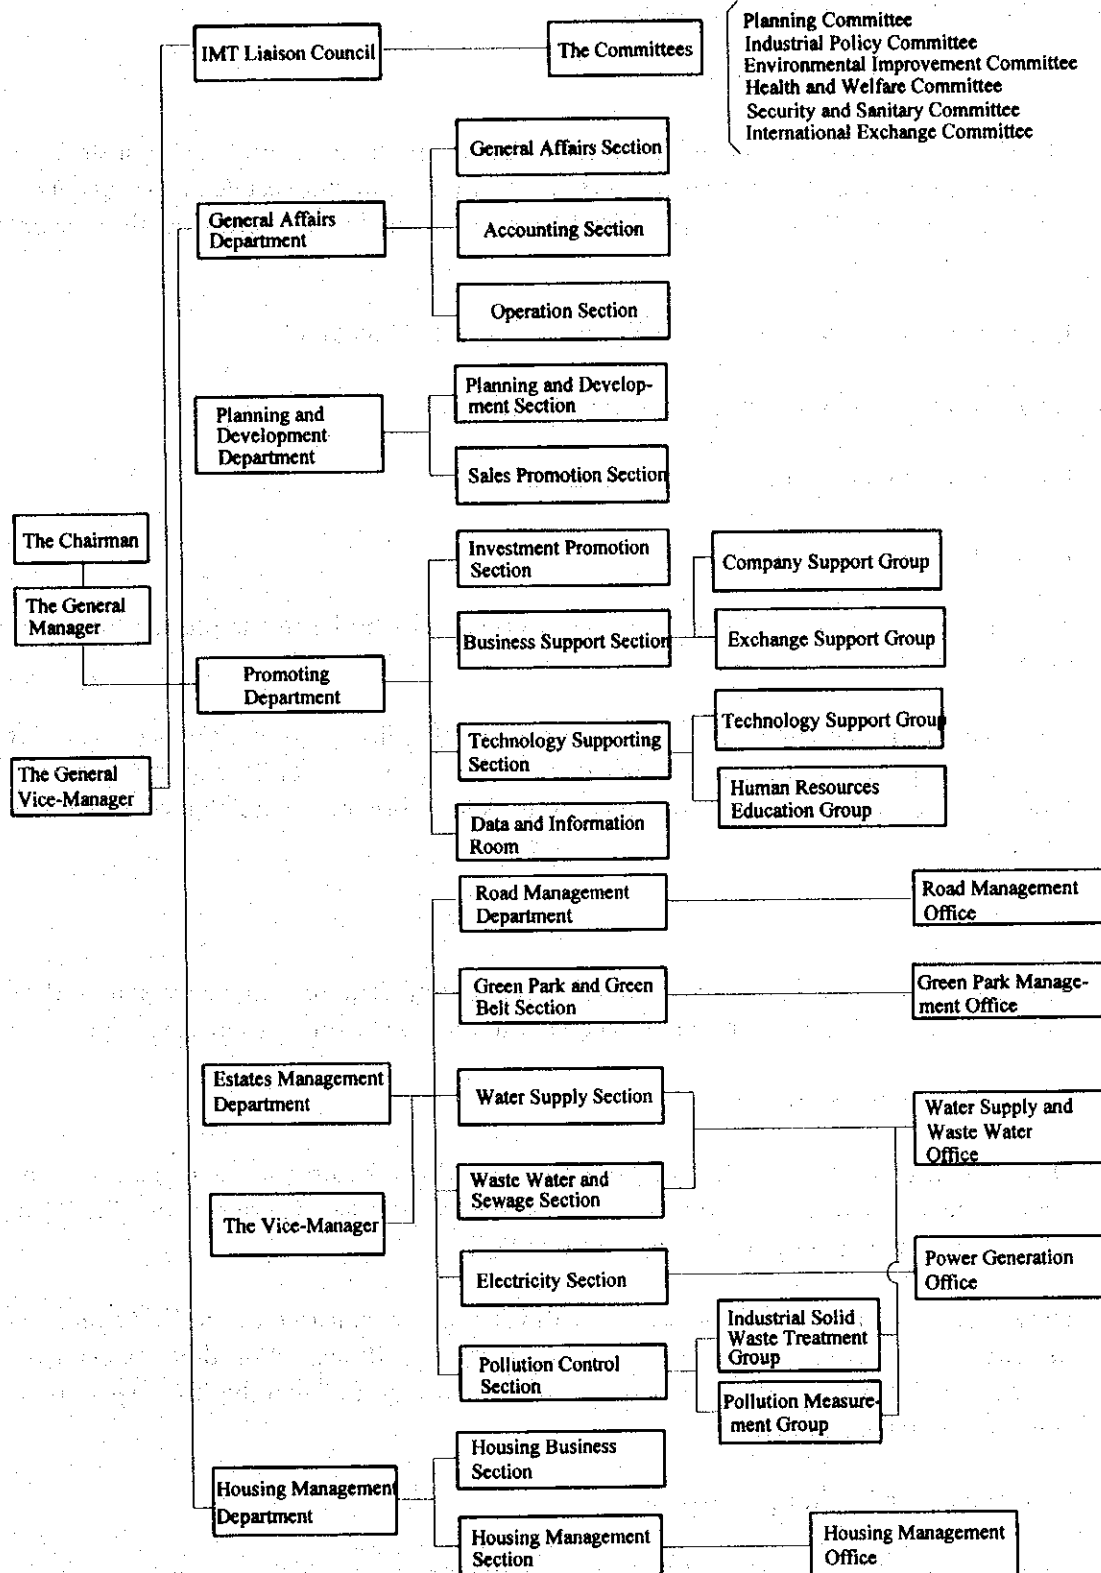 IMT Liaison Council
The Committees
Planning Committee
Industrial Policy Committee
Environmental Improvement Committee
Health and Welfare Committee
Security and Sanitary Committee
International Exchange Committee
General Affairs Section
General Affairs
Department
Accounting Section
Operation Section
Planning and Develop-
ment Section
Planning and
Development
Department
Sales Promotion Section
The Chairman
The General
Manager
The General
Vice-Manager
Promoting
Department
Investment Promotion
Section
Business Support Section
Company Support Group
Exchange Support Group
Technology Supporting
Section
Technology Support Group
Human Resources
Education Group
Data and Information
Room
Road Management
Department
Road Management
Office
Green Park and Green
Belt Section
Green Park Manage-
ment Office
Estates Management
Department
The Vice-Manager
Water Supply Section
Waste Water and
Sewage Section
Water Supply and
Waste Water
Office
Electricity Section
Power Generation
Office
Pollution Control
Section
Industrial Solid
Waste Treatment
Group
Pollution Measure-
ment Group
Housing Management
Department
Housing Business
Section
Housing Management
Section
Housing Management
Office